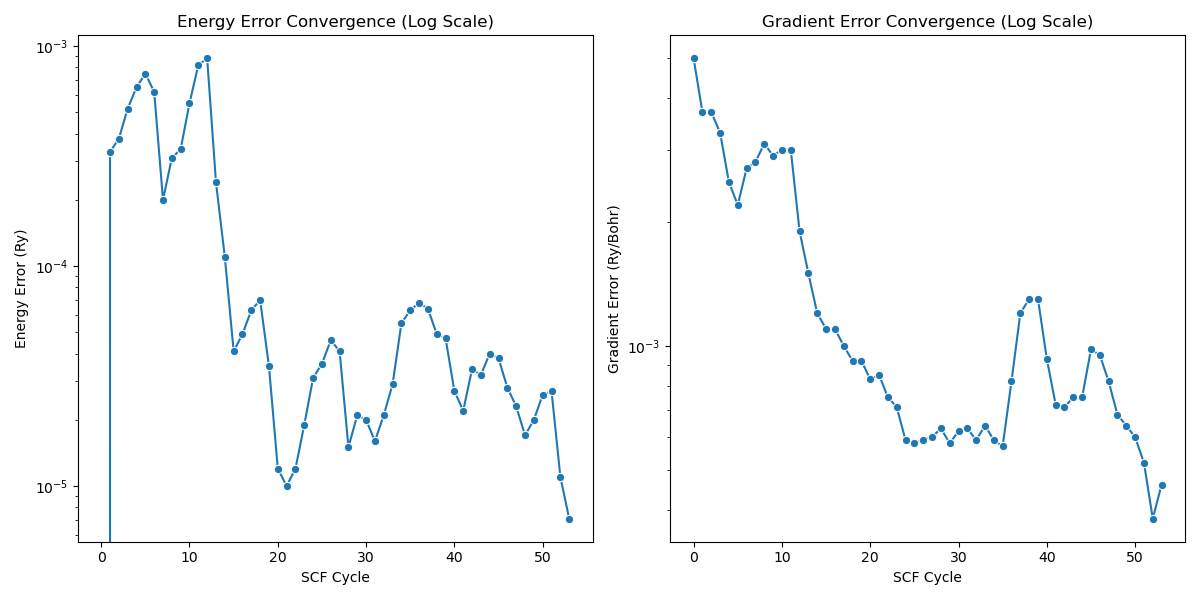 Energy Error Convergence (Log Scale)
Energy Error (Ry)
10⁻³
10⁻⁴
10⁻⁵
0 10 20 30 40 50
SCF Cycle
Gradient Error Convergence (Log Scale)
Gradient Error (Ry/Bohr)
10⁻³
0 10 20 30 40 50
SCF Cycle